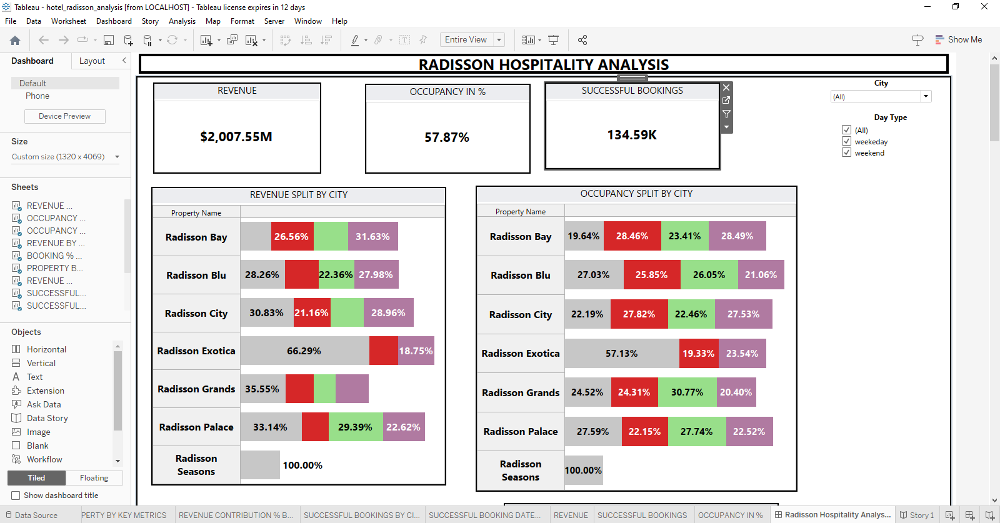 Tableau - hotel_radisson_analysis [from LOCALHOST] - Tableau license expires in 12 days
File Data Worksheet Dashboard Story Analysis Map Format Server Window Help
Entire View
Show Me
Dashboard Layout
Default
Phone
Device Preview
Size
Custom size (1320 x 4069)
Sheets
REVENUE ...
OCCUPANCY ...
OCCUPANCY ...
REVENUE BY ...
BOOKING % ...
PROPERTY B...
REVENUE ...
SUCCESSFUL...
SUCCESSFUL...
Objects
Horizontal
Vertical
Text
Extension
Ask Data
Data Story
Image
Blank
Workflow
Tiled Floating
Show dashboard title
RADISSON HOSPITALITY ANALYSIS
REVENUE
$2,007.55M
OCCUPANCY IN %
57.87%
SUCCESSFUL BOOKINGS
134.59K
City
(All)
Day Type
(All)
weekeday
weekend
REVENUE SPLIT BY CITY
Property Name
Radisson Bay 26.56% 31.63%
Radisson Blu 28.26% 22.36% 27.98%
Radisson City 30.83% 21.16% 28.96%
Radisson Exotica 66.29% 18.75%
Radisson Grands 35.55%
Radisson Palace 33.14% 29.39% 22.62%
Radisson
Seasons 100.00%
OCCUPANCY SPLIT BY CITY
Property Name
Radisson Bay 19.64% 28.46% 23.41% 28.49%
Radisson Blu 27.03% 25.85% 26.05% 21.06%
Radisson City 22.19% 27.82% 22.46% 27.53%
Radisson Exotica 57.13% 19.33% 23.54%
Radisson Grands 24.52% 24.31% 30.77% 20.40%
Radisson Palace 27.59% 22.15% 27.74% 22.52%
Radisson
Seasons 100.00%
Data Source PERTY BY KEY METRICS REVENUE CONTRIBUTION % B... SUCCESSFUL BOOKINGS BY CI... SUCCESSFUL BOOKING DATE... REVENUE SUCCESSFUL BOOKINGS OCCUPANCY IN % Radisson Hospitality Analys... Story 1